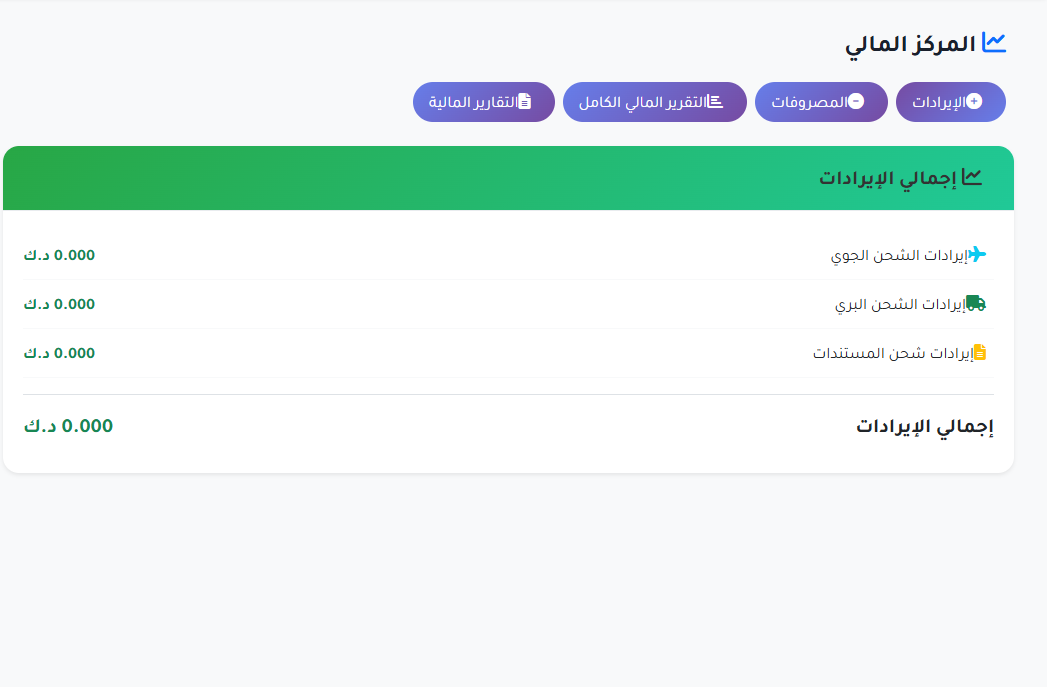 المركز المالي
الإيرادات المصروفات التقرير المالي الكامل التقارير المالية
إجمالي الإيرادات
إيرادات الشحن الجوي 0.000 د.ك
إيرادات الشحن البري 0.000 د.ك
إيرادات شحن المستندات 0.000 د.ك
إجمالي الإيرادات 0.000 د.ك